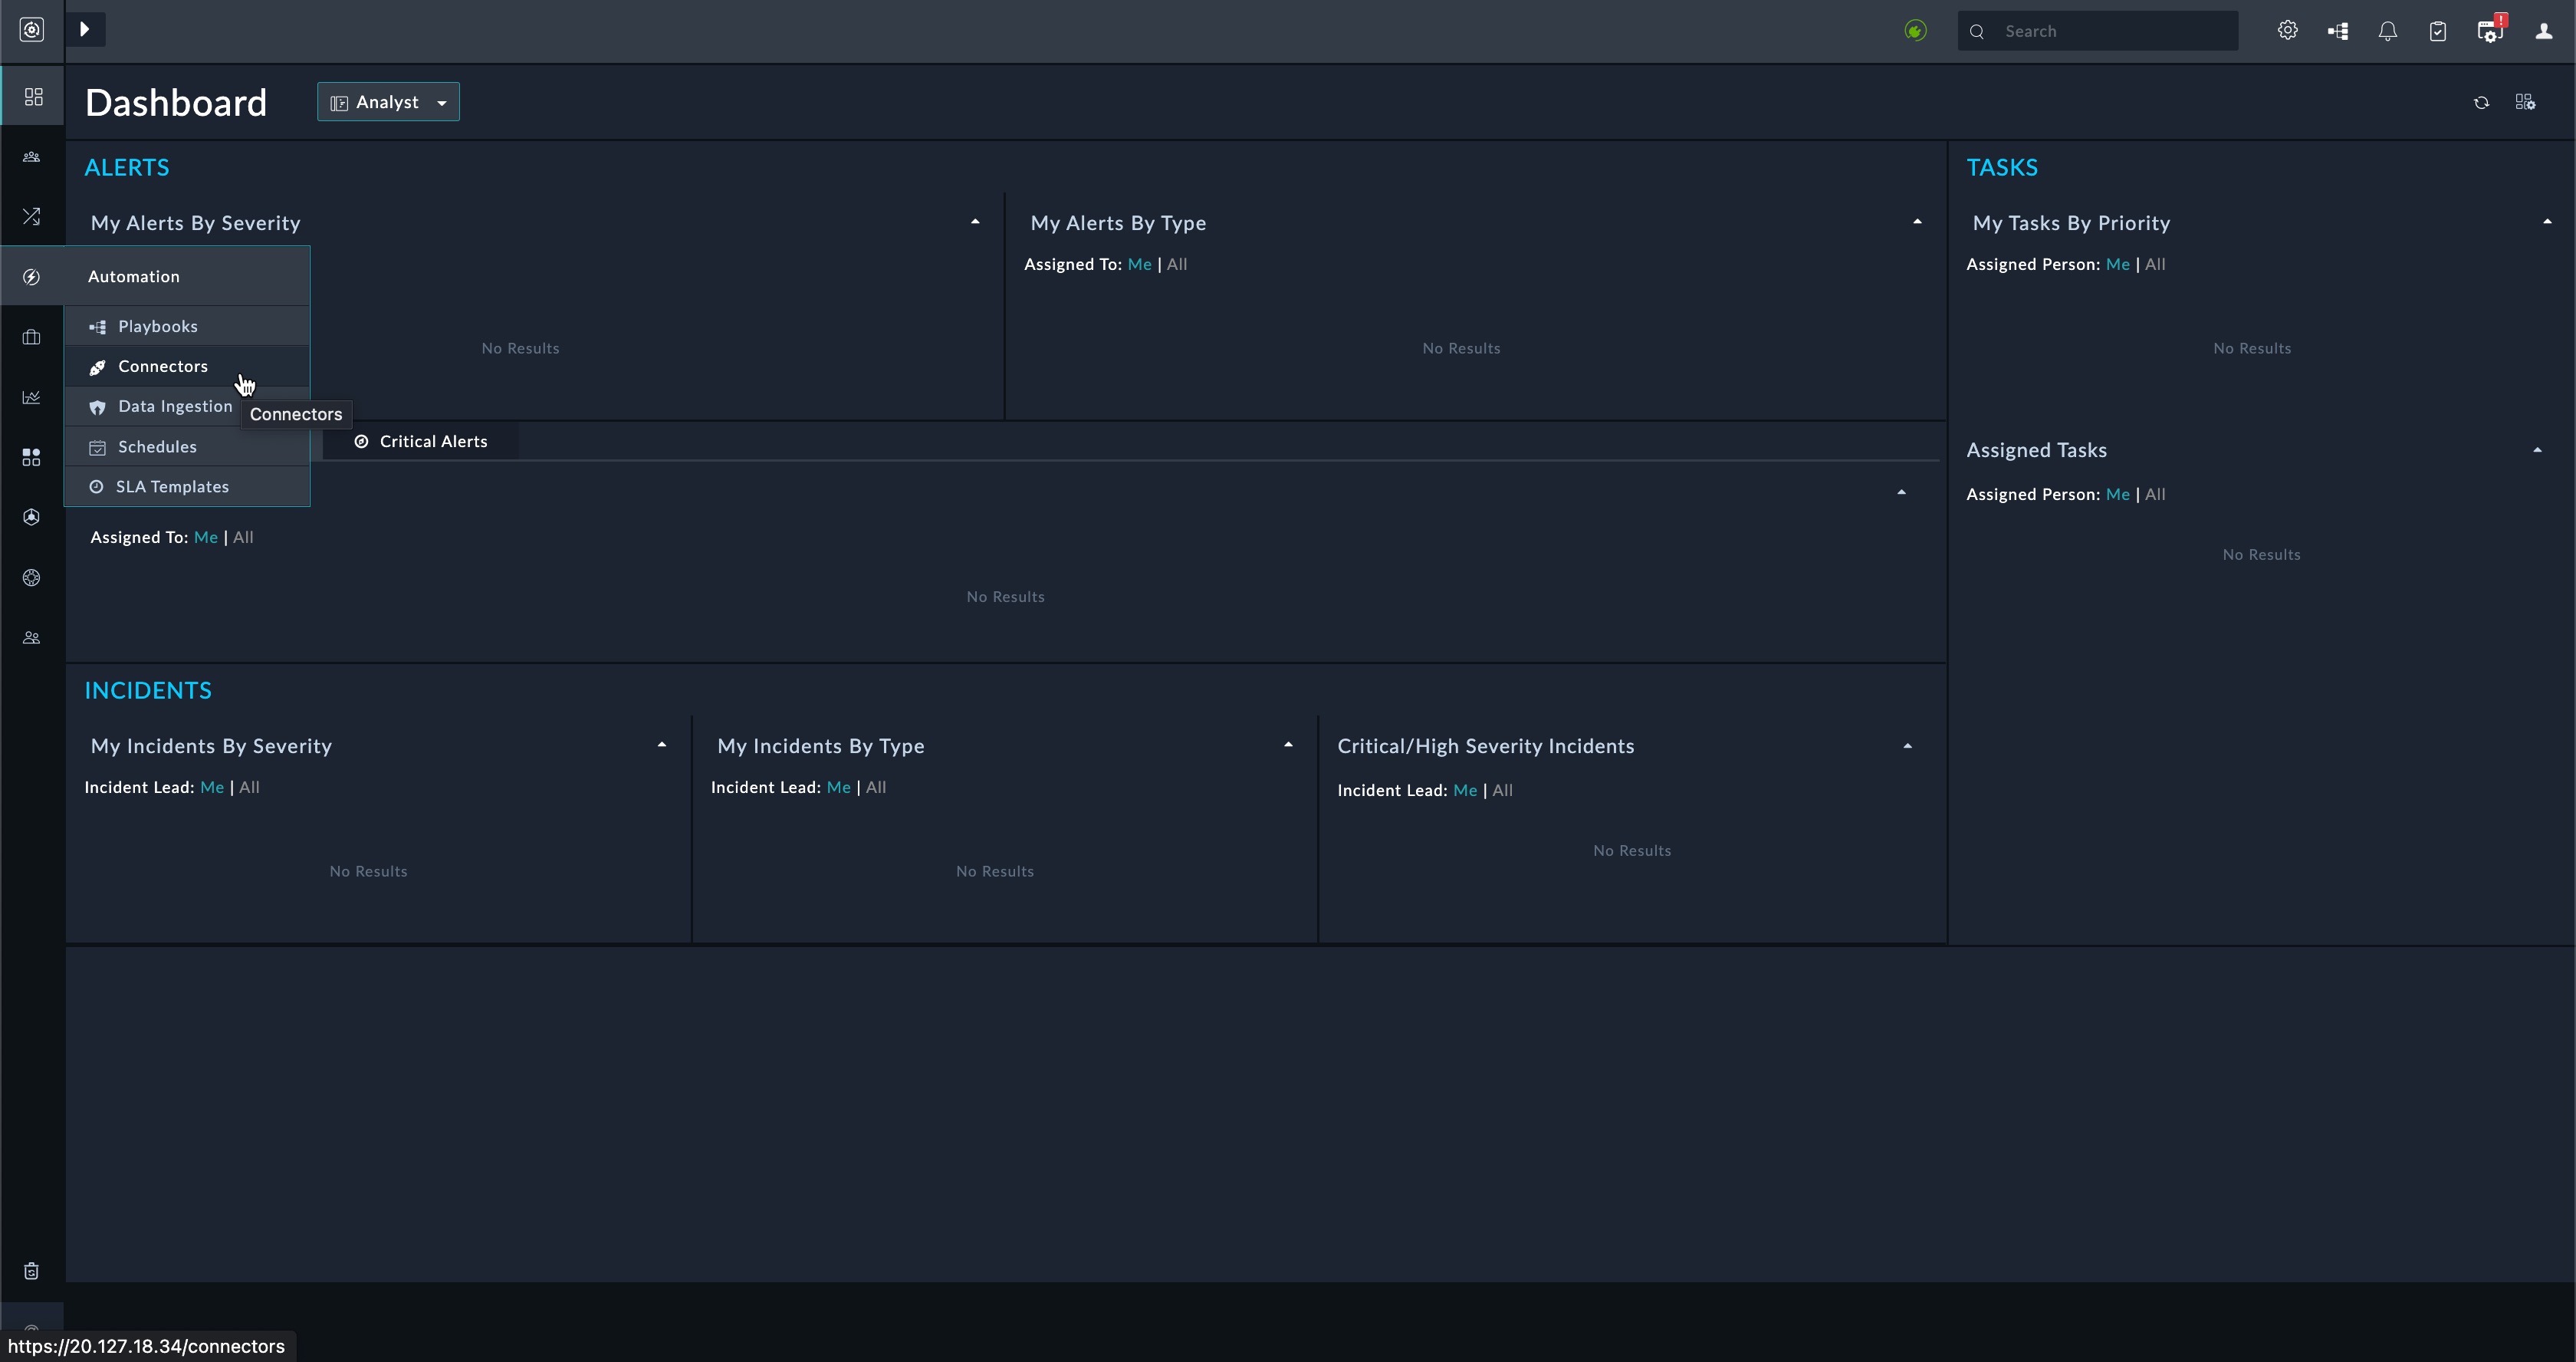 Search
!
Dashboard
Analyst
ALERTS
My Alerts By Severity
My Alerts By Type
Assigned To: Me | All
No Results
No Results
Automation
Playbooks
Connectors
Data Ingestion
Connectors
Schedules
SLA Templates
Critical Alerts
Assigned To: Me | All
No Results
TASKS
My Tasks By Priority
Assigned Person: Me | All
No Results
Assigned Tasks
Assigned Person: Me | All
No Results
INCIDENTS
My Incidents By Severity
Incident Lead: Me | All
No Results
My Incidents By Type
Incident Lead: Me | All
No Results
Critical/High Severity Incidents
Incident Lead: Me | All
No Results
https://20.127.18.34/connectors